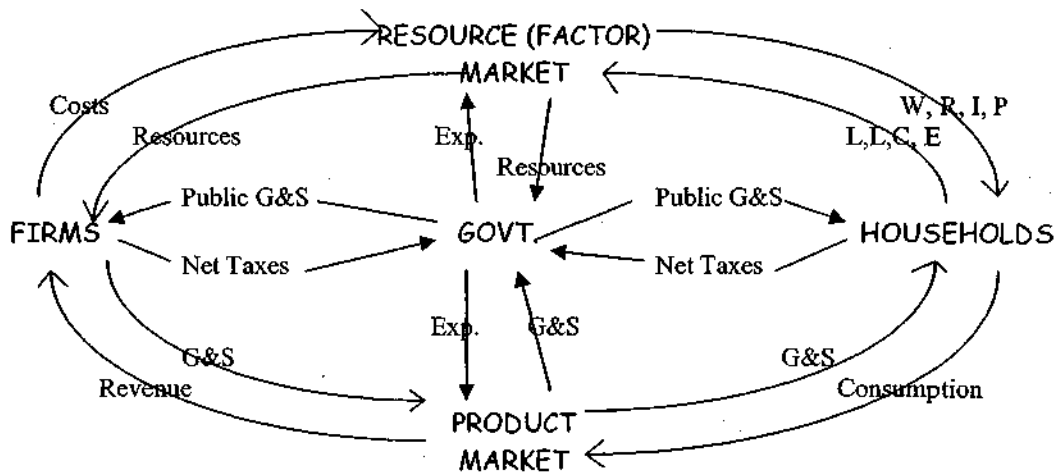 RESOURCE (FACTOR)
MARKET
Costs
W, R, I, P
Resources
Exp.
L,L,C, E
Resources
Public G&S
Public G&S
FIRMS
GOVT.
HOUSEHOLDS
Net Taxes
Net Taxes
Exp.
G&S
G&S
G&S
Revenue
Consumption
PRODUCT
MARKET